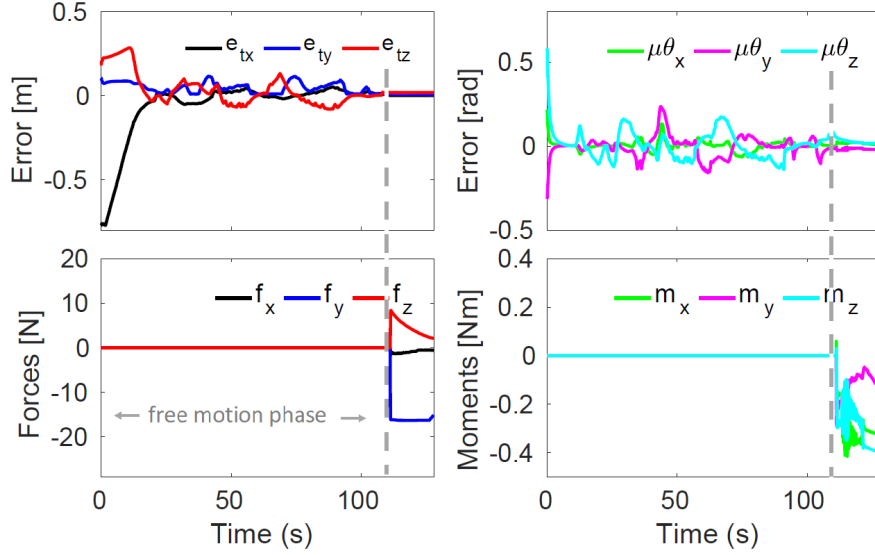 0.5
0
-0.5
Error [m]
e_tx e_ty e_tz
0.5
0
-0.5
Error [rad]
μθ_x μθ_y μθ_z
20
10
0
-10
-20
Forces [N]
f_x f_y f_z
free motion phase
0 50 100
Time (s)
0.4
0.2
0
-0.2
-0.4
Moments [Nm]
m_x m_y m_z
0 50 100
Time (s)